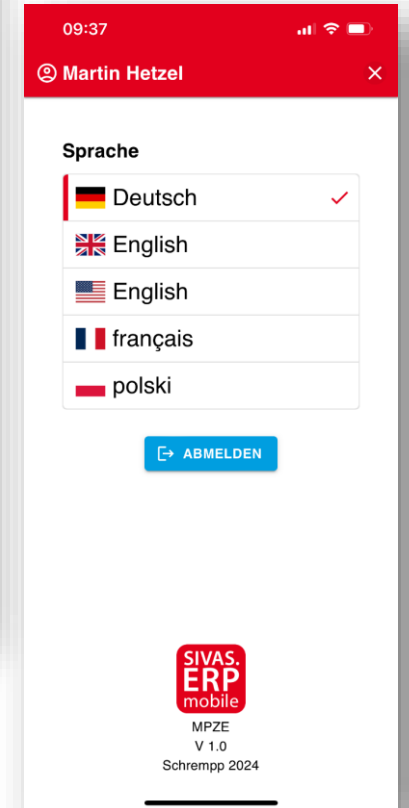 09:37
Martin Hetzel
Sprache
Deutsch
English
English
français
polski
ABMELDEN
SIVAS.
ERP
mobile
MPZE
V 1.0
Schrempp 2024